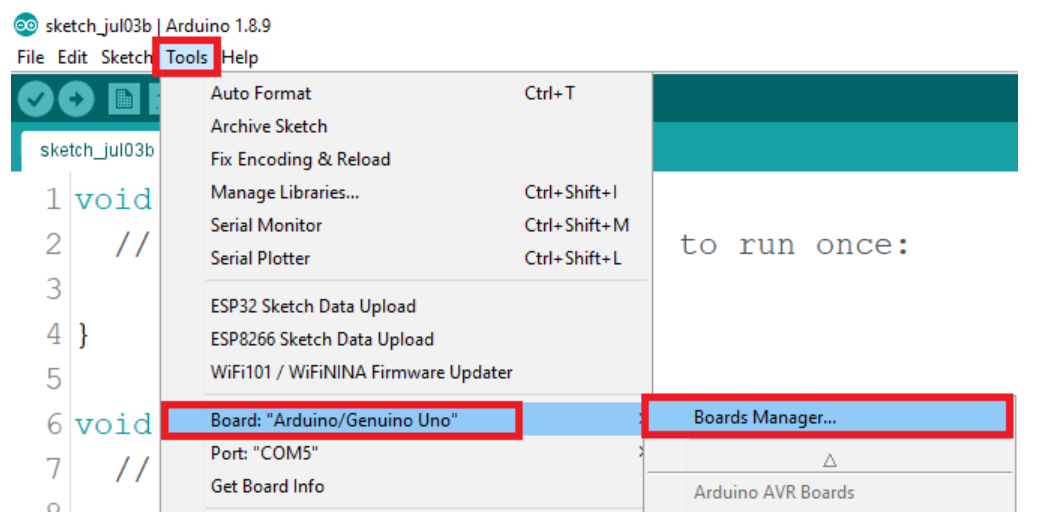 sketch_jul03b | Arduino 1.8.9
File Edit Sketch Tools Help
Auto Format Ctrl+T
Archive Sketch
sketch_jul03b
Fix Encoding & Reload
Manage Libraries... Ctrl+Shift+I
Serial Monitor Ctrl+Shift+M
Serial Plotter Ctrl+Shift+L
1 void
2 // to run once:
3
4 }
5
6 void
7 //
ESP32 Sketch Data Upload
ESP8266 Sketch Data Upload
WiFi101 / WiFiNINA Firmware Updater
Board: "Arduino/Genuino Uno"
Port: "COM5"
Get Board Info
Boards Manager...
Arduino AVR Boards